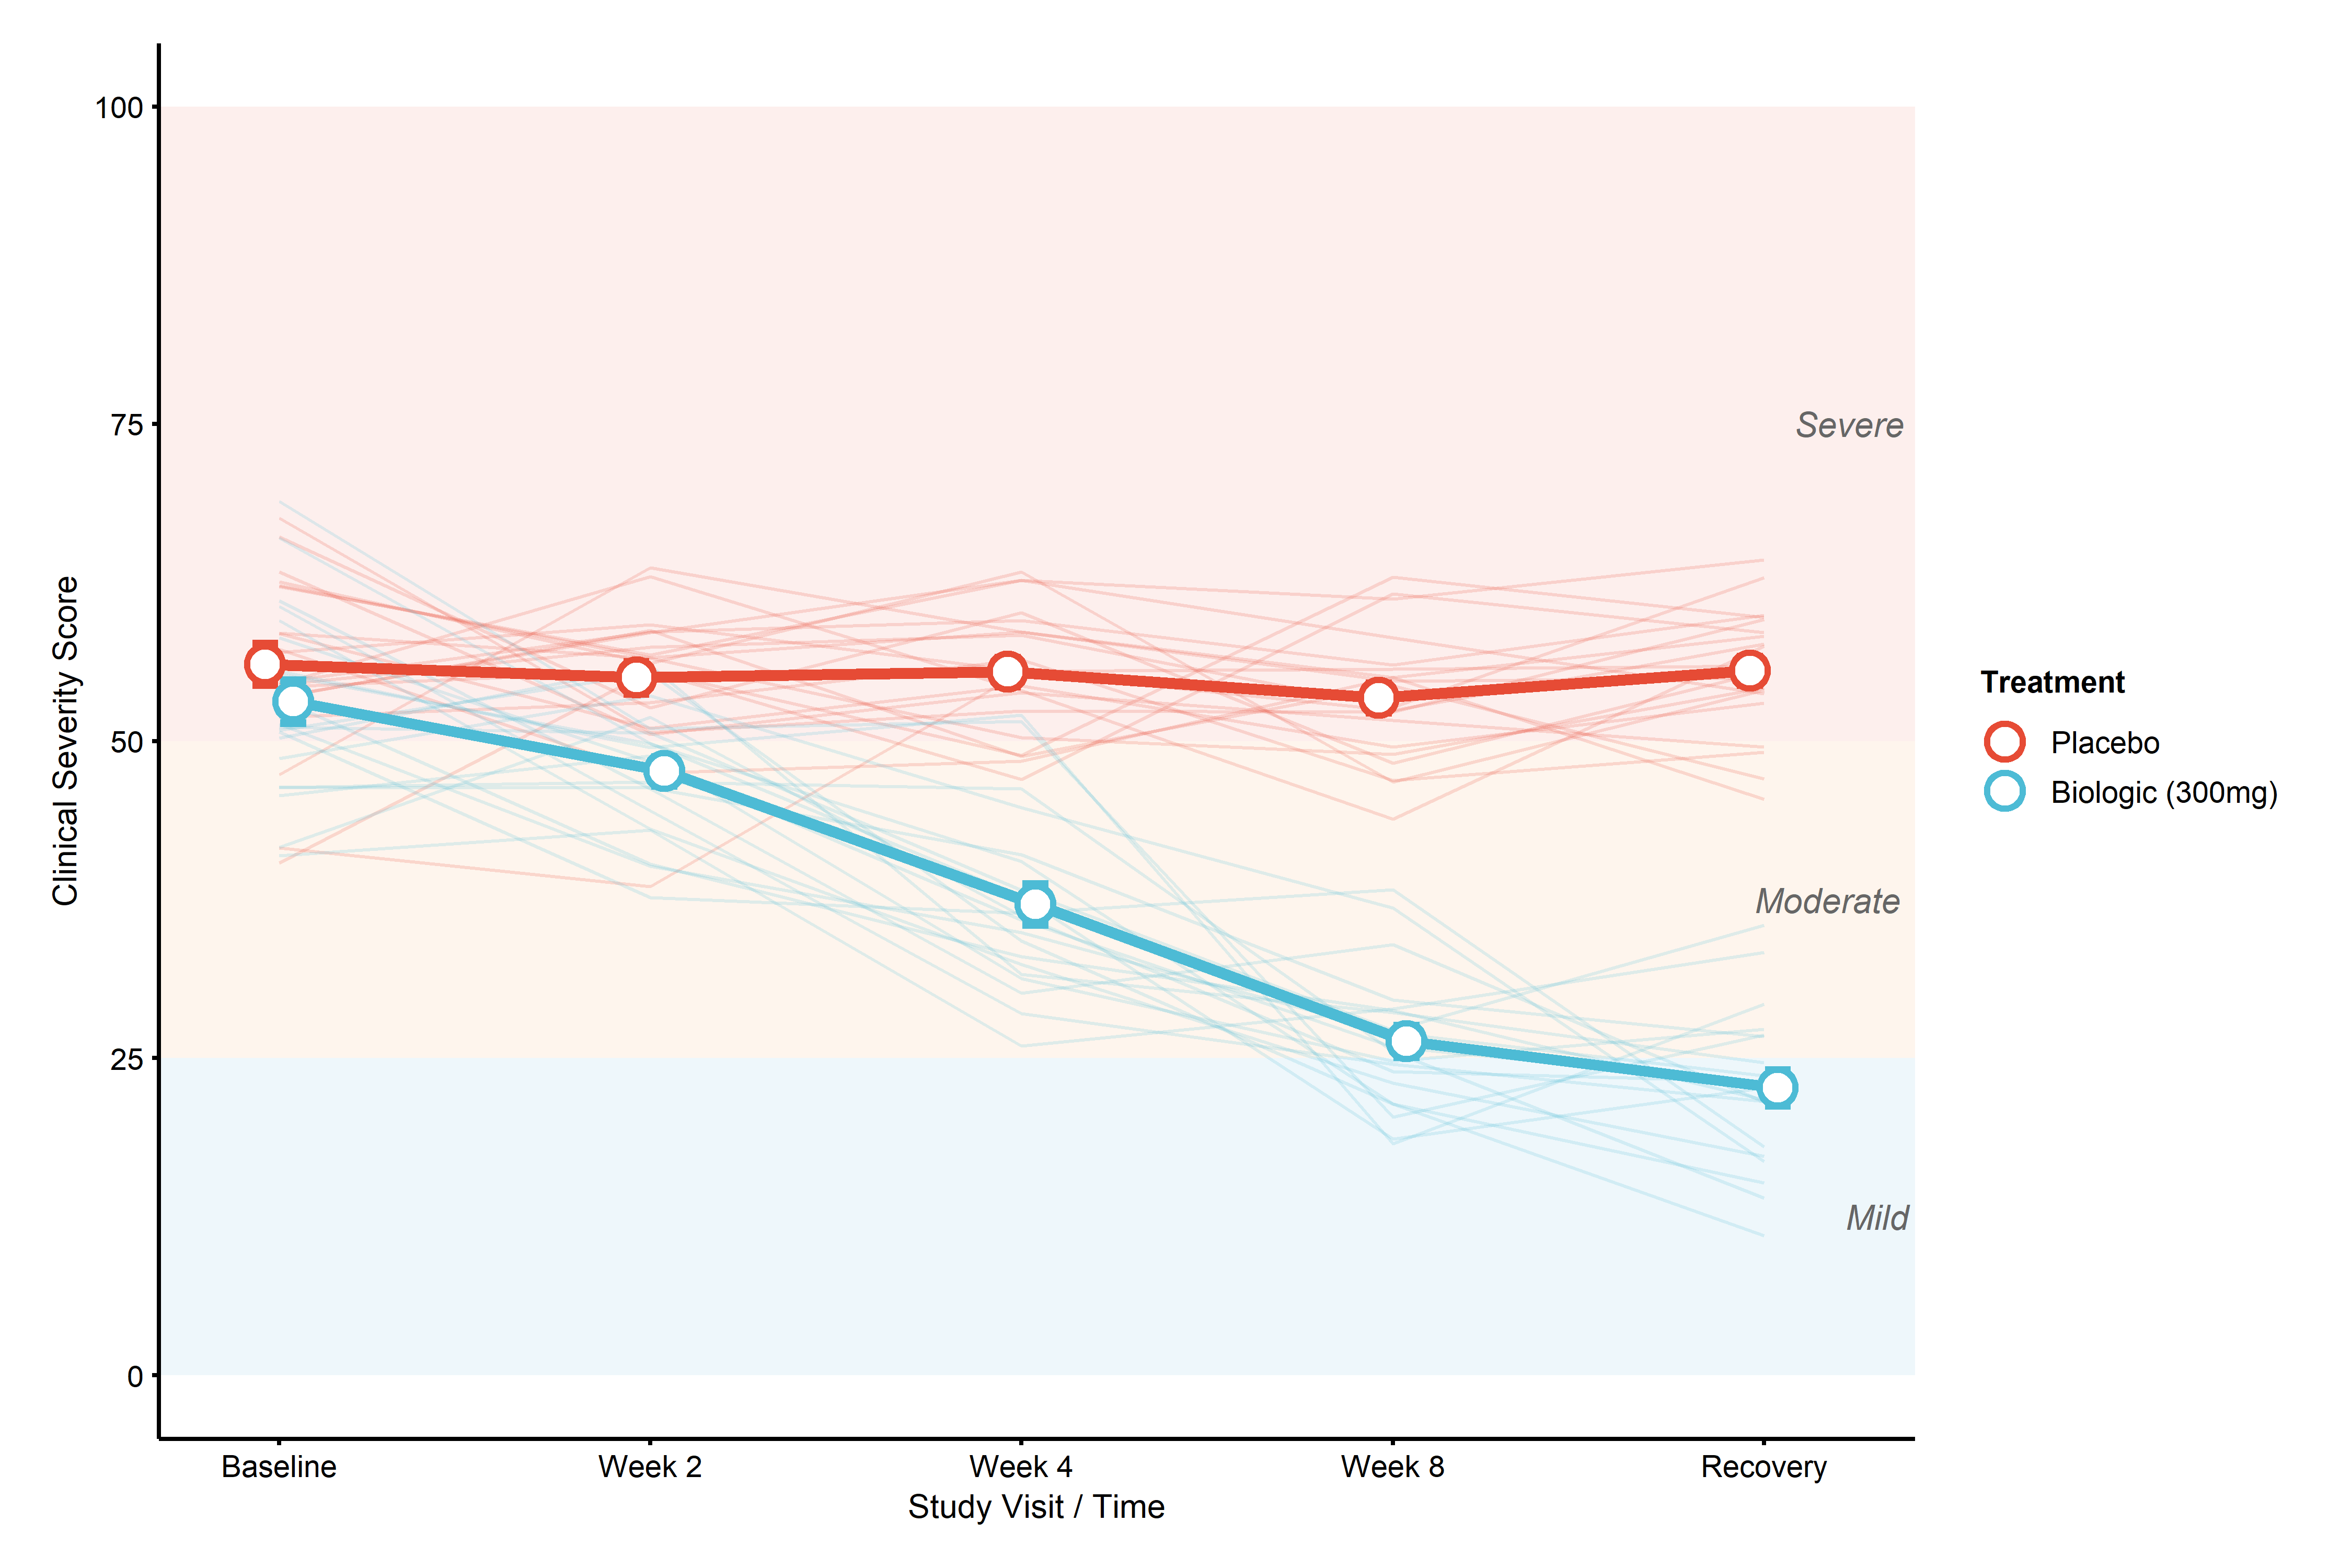 100
75
50
25
0
Clinical Severity Score
Severe
Moderate
Mild
Baseline
Week 2
Week 4
Week 8
Recovery
Study Visit / Time
Treatment
Placebo
Biologic (300mg)